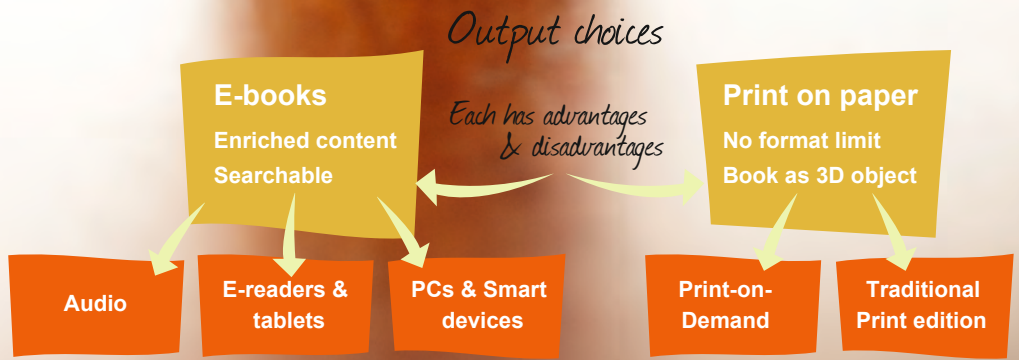 Output choices
E-books
Enriched content
Searchable
Each has advantages
& disadvantages
Print on paper
No format limit
Book as 3D object
Audio
E-readers &
tablets
PCs & Smart
devices
Print-on-
Demand
Traditional
Print edition